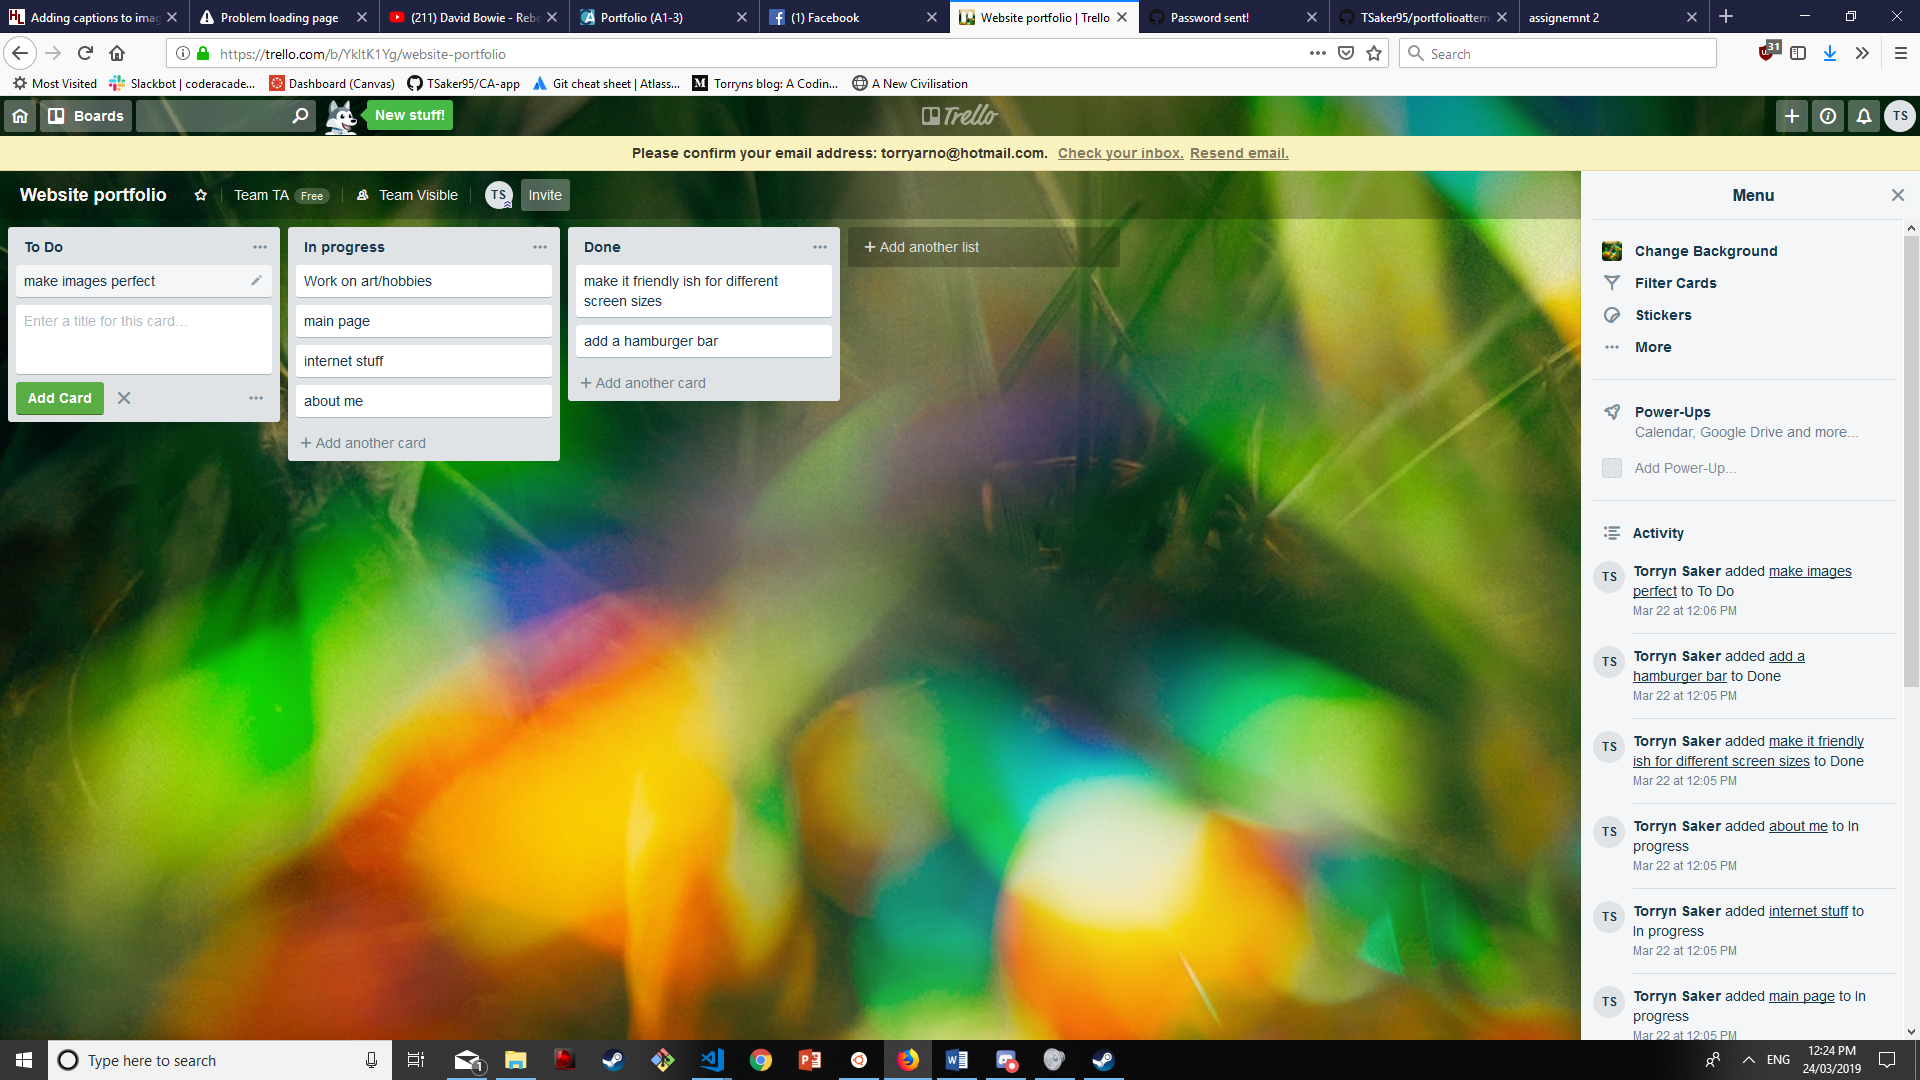 Adding captions to imag
Problem loading page
(211) David Bowie - Rebe
Portfolio (A1-3)
(1) Facebook
Website portfolio | Trello
Password sent!
TSaker95/portfolioattem
assignemnt 2
https://trello.com/b/YkltK1Yg/website-portfolio
Search
31
Most Visited
Slackbot | coderacade...
Dashboard (Canvas)
TSaker95/CA-app
Git cheat sheet | Atlass...
Torryns blog: A Codin...
A New Civilisation
Boards
New stuff!
Trello
TS
Please confirm your email address: torryarno@hotmail.com. Check your inbox. Resend email.
Website portfolio
Team TA Free
Team Visible
TS
Invite
To Do
make images perfect
Enter a title for this card...
Add Card
In progress
Work on art/hobbies
main page
internet stuff
about me
+ Add another card
Done
make it friendly ish for different
screen sizes
add a hamburger bar
+ Add another card
+ Add another list
Menu
Change Background
Filter Cards
Stickers
More
Power-Ups
Calendar, Google Drive and more...
Add Power-Up...
Activity
TS
Torryn Saker added make images
perfect to To Do
Mar 22 at 12:06 PM
TS
Torryn Saker added add a
hamburger bar to Done
Mar 22 at 12:05 PM
TS
Torryn Saker added make it friendly
ish for different screen sizes to Done
Mar 22 at 12:05 PM
TS
Torryn Saker added about me to In
progress
Mar 22 at 12:05 PM
TS
Torryn Saker added internet stuff to
In progress
Mar 22 at 12:05 PM
TS
Torryn Saker added main page to In
progress
Mar 22 at 12:05 PM
Type here to search
1
ENG
12:24 PM
24/03/2019